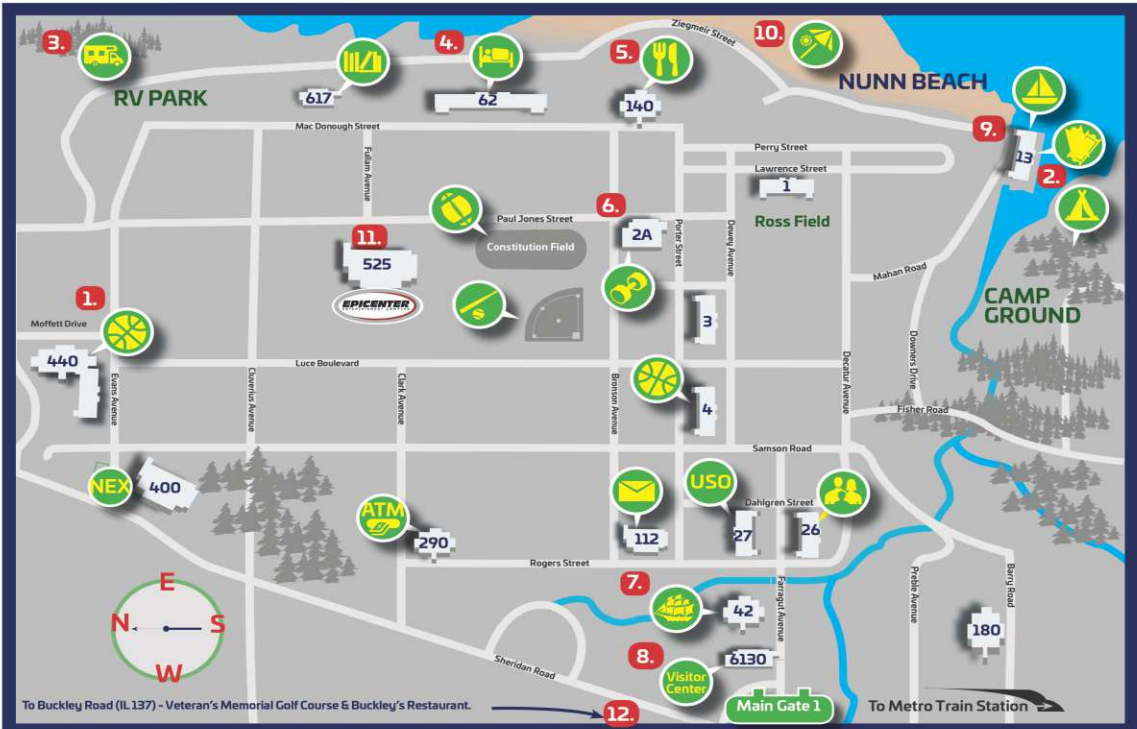 3.
RV PARK
617
4.
62
5.
140
Ziegmeir Street
10.
NUNN BEACH
9.
13
2.
Mac Donough Street
Fullam Avenue
Perry Street
Lawrence Street
1
Ross Field
Paul Jones Street
Constitution Field
6.
2A
Porter Street
Dewey Avenue
Mahan Road
CAMP
GROUND
11.
525
EPICENTER
ENTERTAINMENT COMPLEX
1.
Moffett Drive
440
Evans Avenue
Luce Boulevard
Cluverius Avenue
Clark Avenue
Bronson Avenue
3
4
Decatur Avenue
Downers Drive
Fisher Road
Samson Road
NEX
400
ATM
290
112
USO
Dahlgren Street
27
26
Rogers Street
7.
42
Farragut Avenue
Preble Avenue
Barry Road
180
E
N
S
W
8.
6130
Visitor
Center
Sheridan Road
Main Gate 1
To Metro Train Station
To Buckley Road (IL 137) - Veteran's Memorial Golf Course & Buckley's Restaurant.
12.